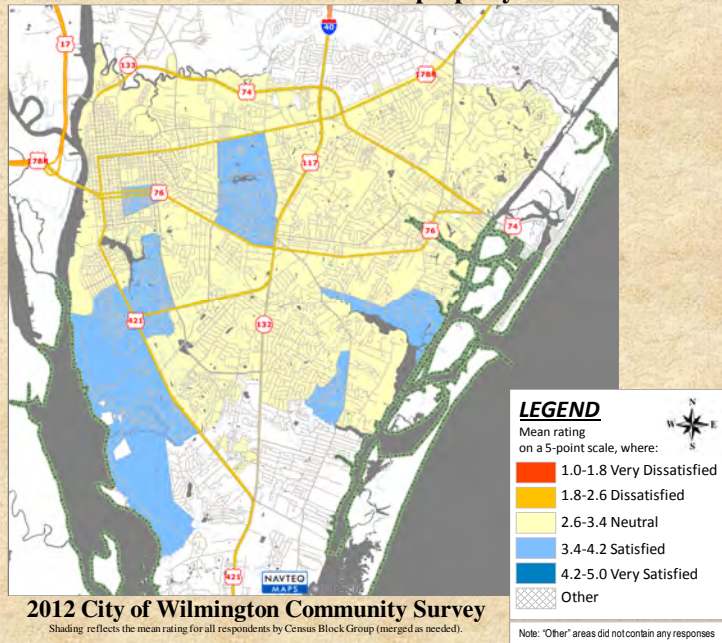 17
133
40
74
17BR
17BR
117
76
76
74
421
132
421
NAVTEQ
MAPS
LEGEND
N
W E
S
Mean rating
on a 5-point scale, where:
1.0-1.8 Very Dissatisfied
1.8-2.6 Dissatisfied
2.6-3.4 Neutral
3.4-4.2 Satisfied
4.2-5.0 Very Satisfied
Other
2012 City of Wilmington Community Survey
Shading reflects the mean rating for all respondents by Census Block Group (merged as needed).
Note: "Other" areas did not contain any responses